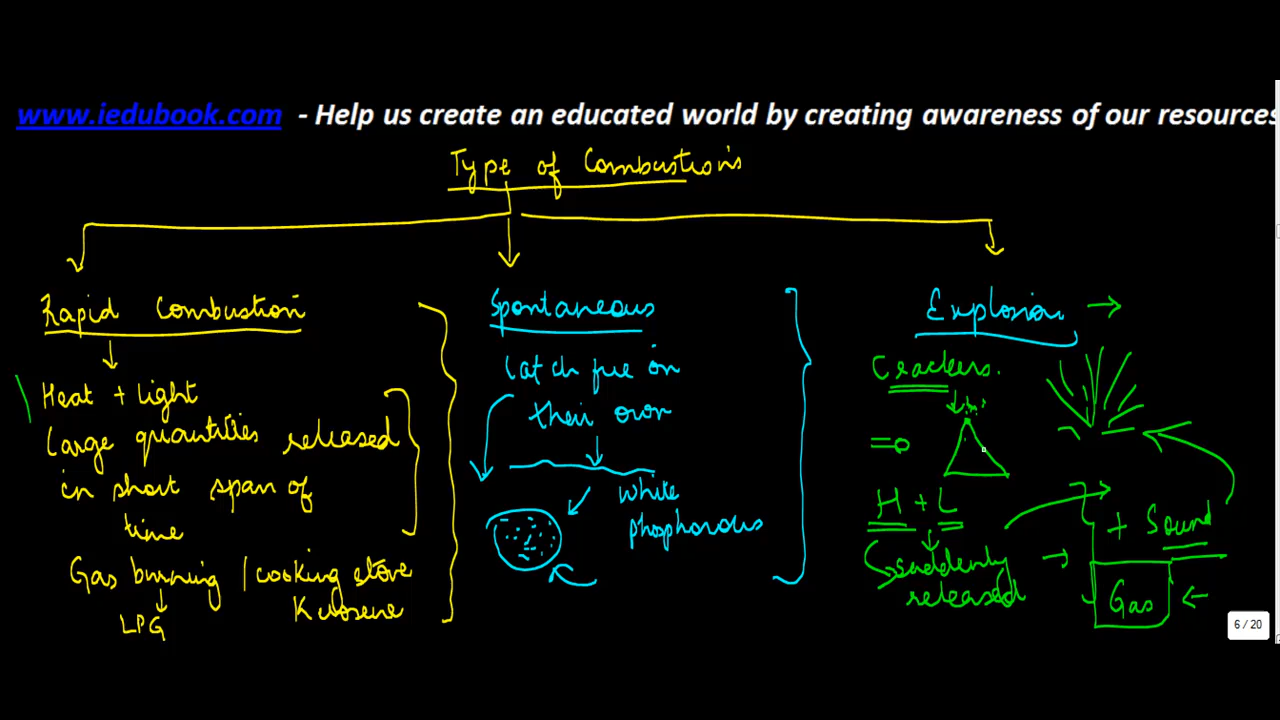 www.iedubook.com - Help us create an educated world by creating awareness of our resources
Type of Combustions
Rapid Combustion
Heat + light
large quantities released
in short span of
time
Gas burning / cooking stove
LPG
Kerosene
Spontaneous
Catch fire on
their own
white
phosphorous
Explosion
Crackers.
H + L
Suddenly
released
+ Sound
Gas
6 / 20